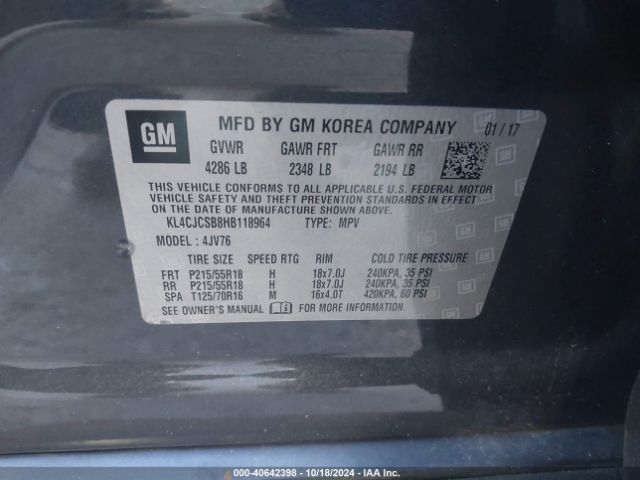 GM
MFD BY GM KOREA COMPANY 01/17
GVWR GAWR FRT GAWR RR
4286 LB 2348 LB 2194 LB
THIS VEHICLE CONFORMS TO ALL APPLICABLE U.S. FEDERAL MOTOR
VEHICLE SAFETY AND THEFT PREVENTION STANDARDS IN EFFECT ON
THE DATE OF MANUFACTURE SHOWN ABOVE.
KL4CJCSB8HB118964 TYPE: MPV
MODEL: 4JV76
TIRE SIZE SPEED RTG RIM COLD TIRE PRESSURE
FRT P215/55R18 H 18x7.0J 240KPA, 35 PSI
RR P215/55R18 H 18x7.0J 240KPA, 35 PSI
SPA T125/70R16 M 16x4.0T 420KPA, 60 PSI
SEE OWNER'S MANUAL FOR MORE INFORMATION.
000-40642398 - 10/18/2024 - IAA Inc.